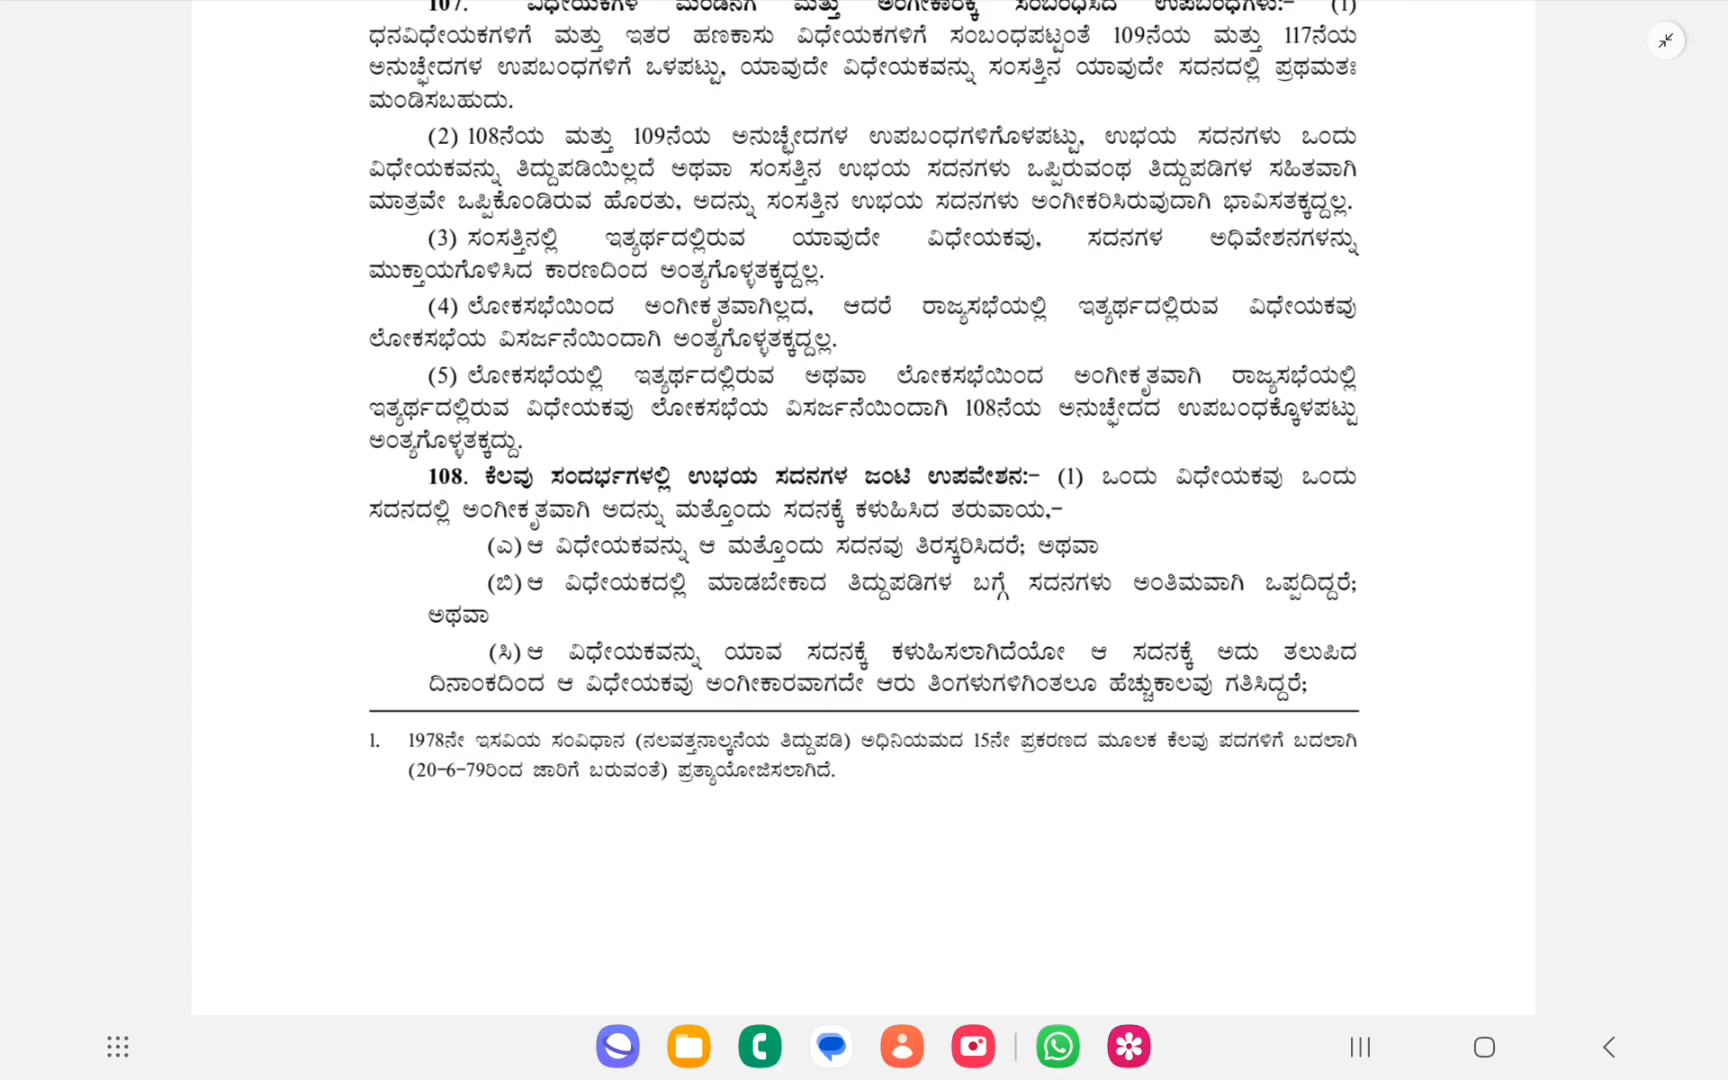 107. ವಿಧೇಯಕಗಳ ಮಂಡನೆಗೆ ಮತ್ತು ಅಂಗೀಕಾರಕ್ಕೆ ಸಂಬಂಧಿಸಿದ ಉಪಬಂಧಗಳು:- (1)
ಧನವಿಧೇಯಕಗಳಿಗೆ ಮತ್ತು ಇತರ ಹಣಕಾಸು ವಿಧೇಯಕಗಳಿಗೆ ಸಂಬಂಧಪಟ್ಟಂತೆ 109ನೆಯ ಮತ್ತು 117ನೆಯ
ಅನುಚ್ಛೇದಗಳ ಉಪಬಂಧಗಳಿಗೆ ಒಳಪಟ್ಟು, ಯಾವುದೇ ವಿಧೇಯಕವನ್ನು ಸಂಸತ್ತಿನ ಯಾವುದೇ ಸದನದಲ್ಲಿ ಪ್ರಥಮತಃ
ಮಂಡಿಸಬಹುದು.
(2) 108ನೆಯ ಮತ್ತು 109ನೆಯ ಅನುಚ್ಛೇದಗಳ ಉಪಬಂಧಗಳಿಗೊಳಪಟ್ಟು, ಉಭಯ ಸದನಗಳು ಒಂದು
ವಿಧೇಯಕವನ್ನು ತಿದ್ದುಪಡಿಯಿಲ್ಲದೆ ಅಥವಾ ಸಂಸತ್ತಿನ ಉಭಯ ಸದನಗಳು ಒಪ್ಪಿರುವಂಥ ತಿದ್ದುಪಡಿಗಳ ಸಹಿತವಾಗಿ
ಮಾತ್ರವೇ ಒಪ್ಪಿಕೊಂಡಿರುವ ಹೊರತು, ಅದನ್ನು ಸಂಸತ್ತಿನ ಉಭಯ ಸದನಗಳು ಅಂಗೀಕರಿಸಿರುವುದಾಗಿ ಭಾವಿಸತಕ್ಕದ್ದಲ್ಲ.
(3) ಸಂಸತ್ತಿನಲ್ಲಿ ಇತ್ಯರ್ಥದಲ್ಲಿರುವ ಯಾವುದೇ ವಿಧೇಯಕವು, ಸದನಗಳ ಅಧಿವೇಶನಗಳನ್ನು
ಮುಕ್ತಾಯಗೊಳಿಸಿದ ಕಾರಣದಿಂದ ಅಂತ್ಯಗೊಳ್ಳತಕ್ಕದ್ದಲ್ಲ.
(4) ಲೋಕಸಭೆಯಿಂದ ಅಂಗೀಕೃತವಾಗಿಲ್ಲದ, ಆದರೆ ರಾಜ್ಯಸಭೆಯಲ್ಲಿ ಇತ್ಯರ್ಥದಲ್ಲಿರುವ ವಿಧೇಯಕವು
ಲೋಕಸಭೆಯ ವಿಸರ್ಜನೆಯಿಂದಾಗಿ ಅಂತ್ಯಗೊಳ್ಳತಕ್ಕದ್ದಲ್ಲ.
(5) ಲೋಕಸಭೆಯಲ್ಲಿ ಇತ್ಯರ್ಥದಲ್ಲಿರುವ ಅಥವಾ ಲೋಕಸಭೆಯಿಂದ ಅಂಗೀಕೃತವಾಗಿ ರಾಜ್ಯಸಭೆಯಲ್ಲಿ
ಇತ್ಯರ್ಥದಲ್ಲಿರುವ ವಿಧೇಯಕವು ಲೋಕಸಭೆಯ ವಿಸರ್ಜನೆಯಿಂದಾಗಿ 108ನೆಯ ಅನುಚ್ಛೇದದ ಉಪಬಂಧಕ್ಕೊಳಪಟ್ಟು
ಅಂತ್ಯಗೊಳ್ಳತಕ್ಕದ್ದು.
108. ಕೆಲವು ಸಂದರ್ಭಗಳಲ್ಲಿ ಉಭಯ ಸದನಗಳ ಜಂಟಿ ಉಪವೇಶನ:- (1) ಒಂದು ವಿಧೇಯಕವು ಒಂದು
ಸದನದಲ್ಲಿ ಅಂಗೀಕೃತವಾಗಿ ಅದನ್ನು ಮತ್ತೊಂದು ಸದನಕ್ಕೆ ಕಳುಹಿಸಿದ ತರುವಾಯ,-
(ಎ) ಆ ವಿಧೇಯಕವನ್ನು ಆ ಮತ್ತೊಂದು ಸದನವು ತಿರಸ್ಕರಿಸಿದರೆ; ಅಥವಾ
(ಬಿ) ಆ ವಿಧೇಯಕದಲ್ಲಿ ಮಾಡಬೇಕಾದ ತಿದ್ದುಪಡಿಗಳ ಬಗ್ಗೆ ಸದನಗಳು ಅಂತಿಮವಾಗಿ ಒಪ್ಪದಿದ್ದರೆ;
ಅಥವಾ
(ಸಿ) ಆ ವಿಧೇಯಕವನ್ನು ಯಾವ ಸದನಕ್ಕೆ ಕಳುಹಿಸಲಾಗಿದೆಯೋ ಆ ಸದನಕ್ಕೆ ಅದು ತಲುಪಿದ
ದಿನಾಂಕದಿಂದ ಆ ವಿಧೇಯಕವು ಅಂಗೀಕಾರವಾಗದೇ ಆರು ತಿಂಗಳುಗಳಿಗಿಂತಲೂ ಹೆಚ್ಚುಕಾಲವು ಗತಿಸಿದ್ದರೆ;
1. 1978ನೇ ಇಸವಿಯ ಸಂವಿಧಾನ (ನಲವತ್ತನಾಲ್ಕನೆಯ ತಿದ್ದುಪಡಿ) ಅಧಿನಿಯಮದ 15ನೇ ಪ್ರಕರಣದ ಮೂಲಕ ಕೆಲವು ಪದಗಳಿಗೆ ಬದಲಾಗಿ
(20-6-79ರಿಂದ ಜಾರಿಗೆ ಬರುವಂತೆ) ಪ್ರತ್ಯಾಯೋಜಿಸಲಾಗಿದೆ.